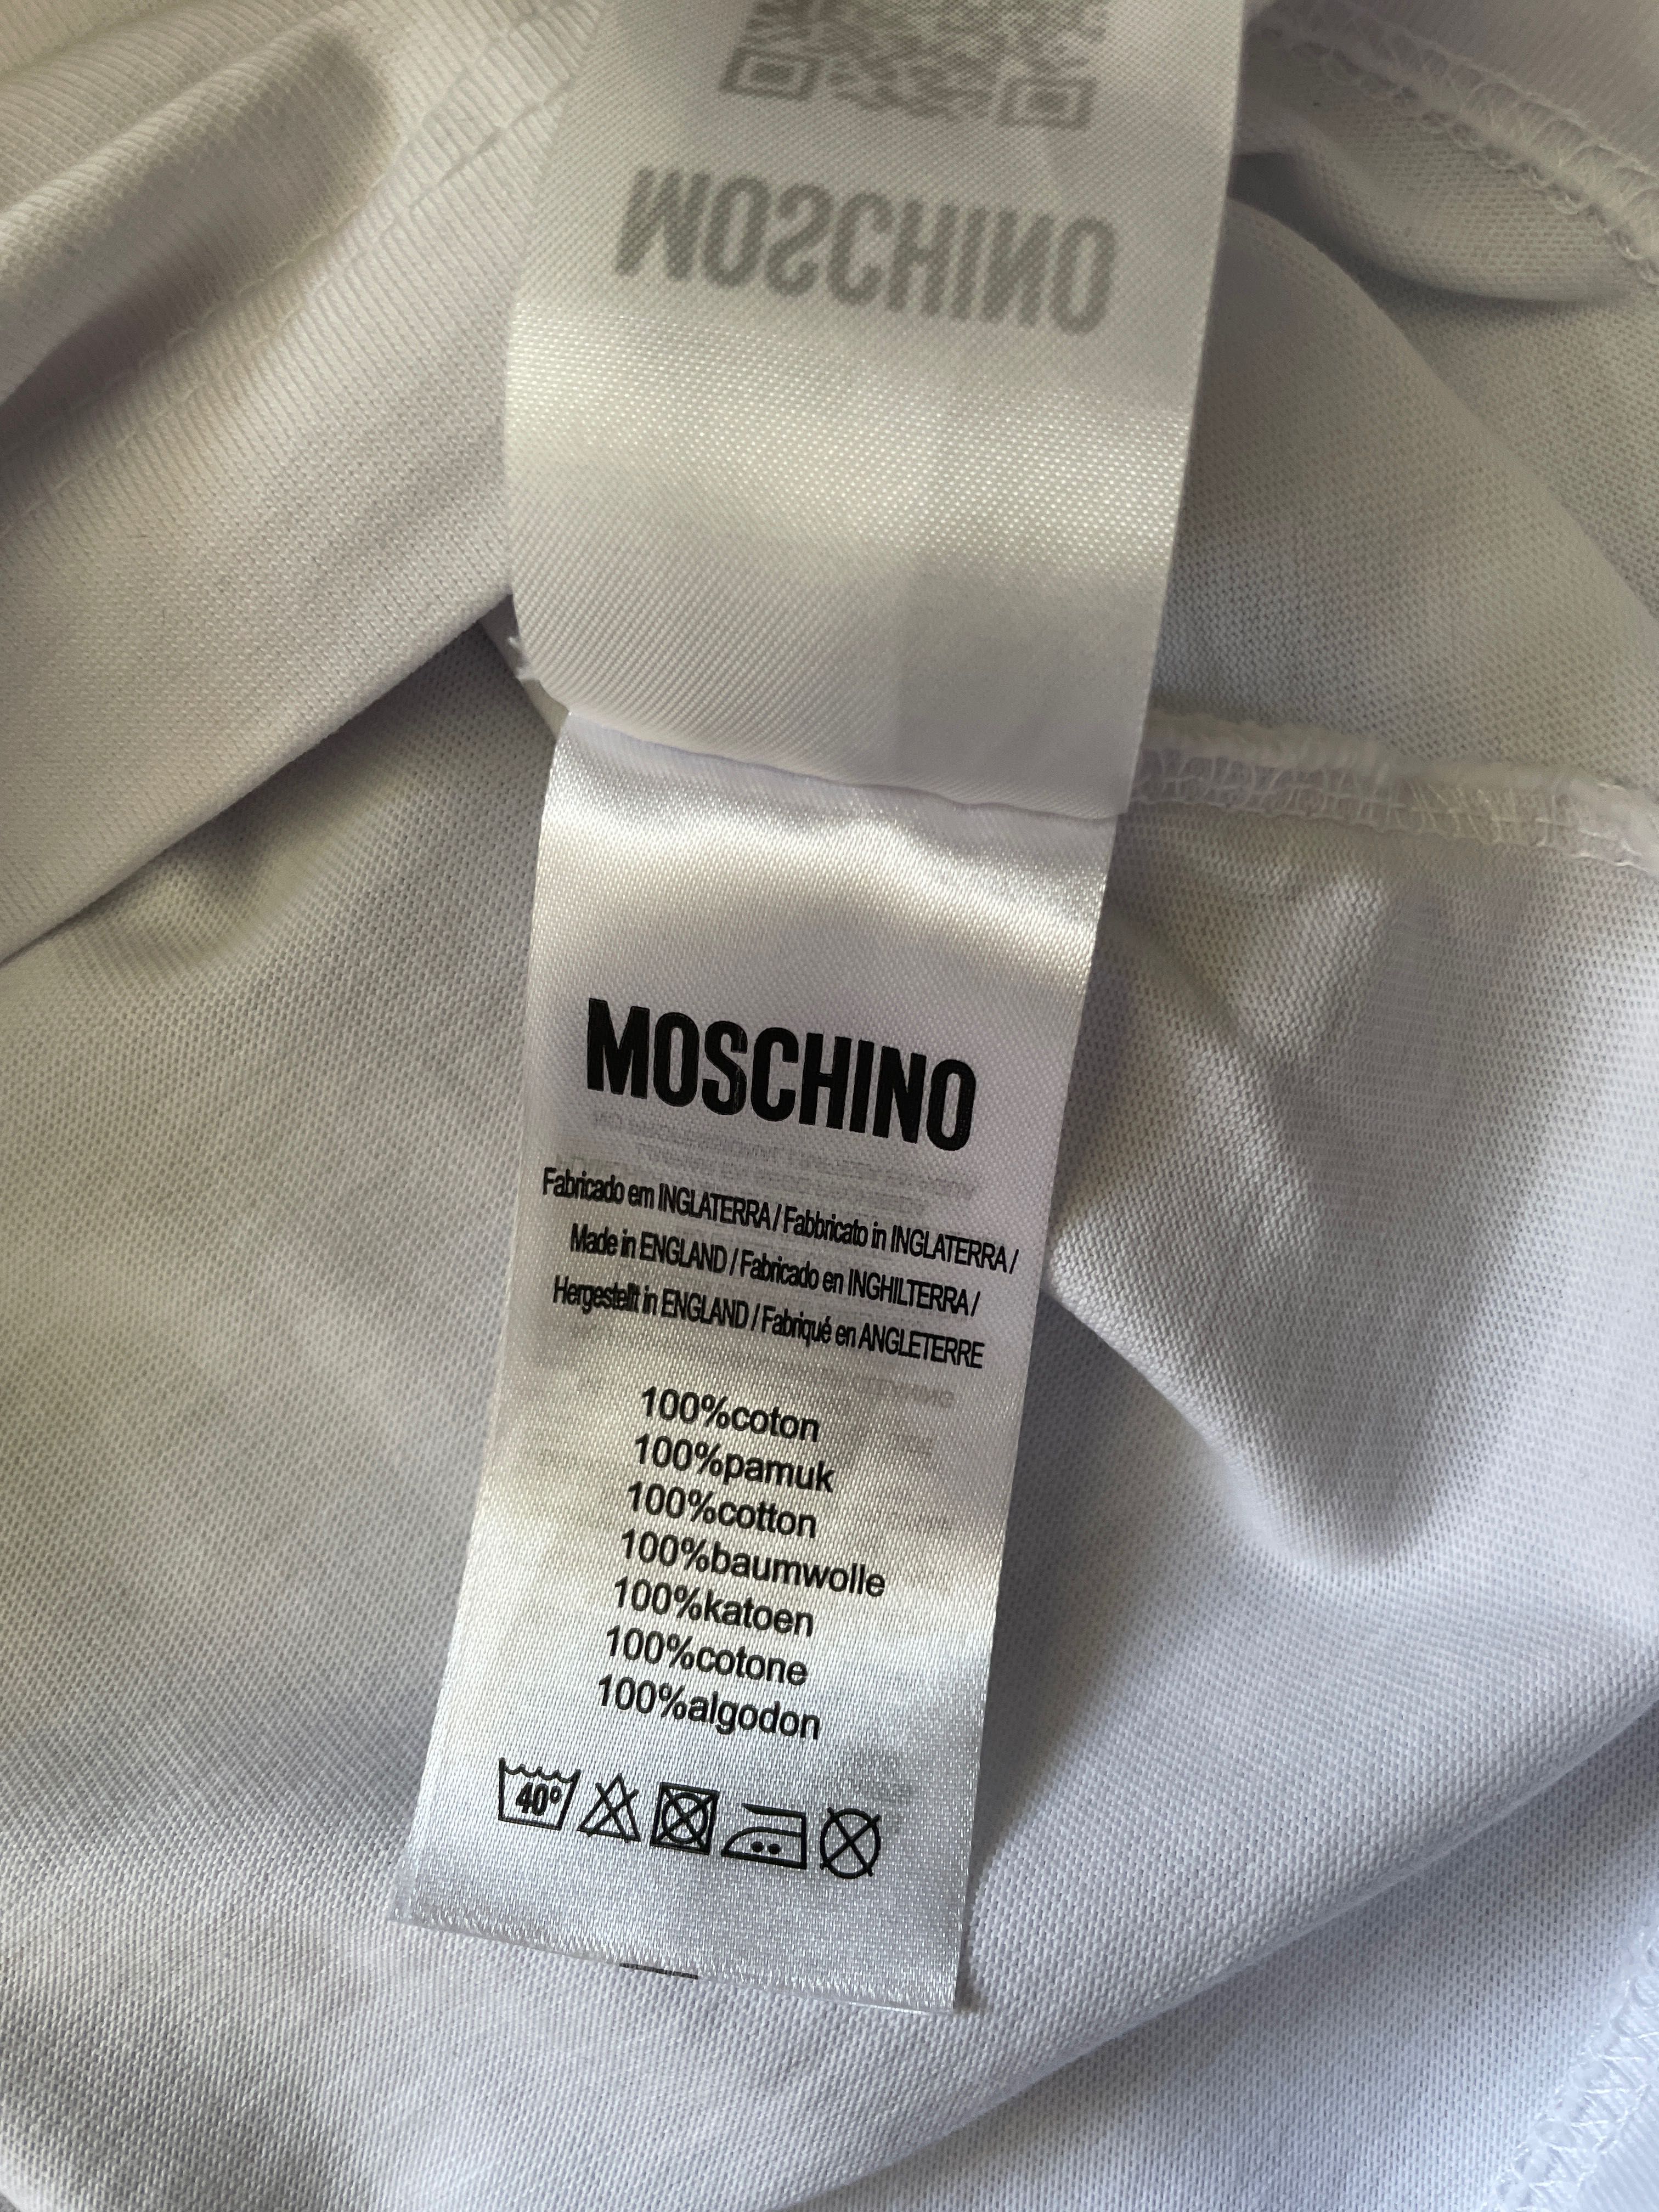 MOSCHINO
MOSCHINO
Fabricado em INGLATERRA / Fabbricato in INGLATERRA /
Made in ENGLAND / Fabricado en INGHILTERRA /
Hergestellt in ENGLAND / Fabriqué en ANGLETERRE
100%coton
100%pamuk
100%cotton
100%baumwolle
100%katoen
100%cotone
100%algodon
40°